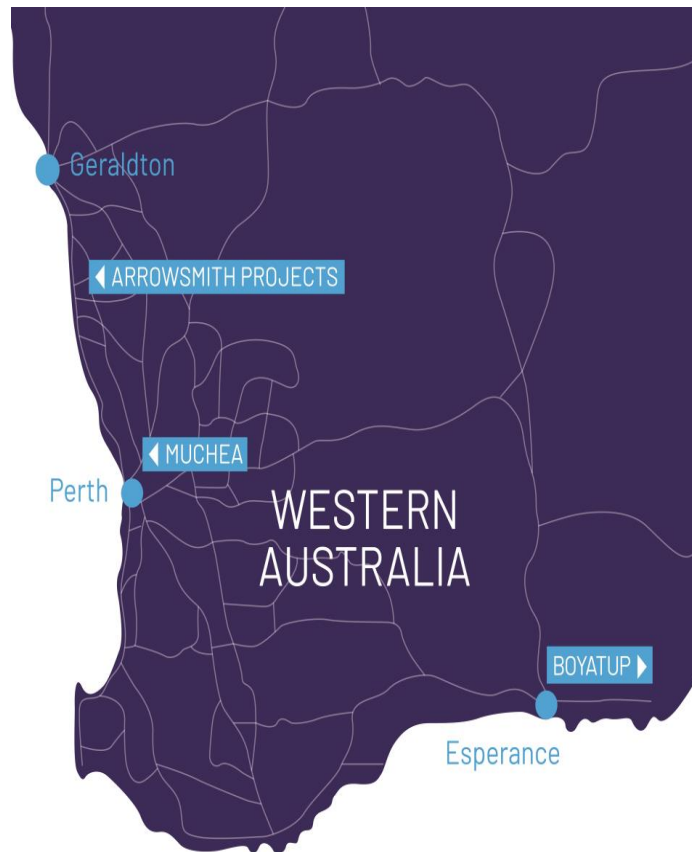 Geraldton
ARROWSMITH PROJECTS
MUCHEA
Perth
WESTERN
AUSTRALIA
BOYATUP
Esperance